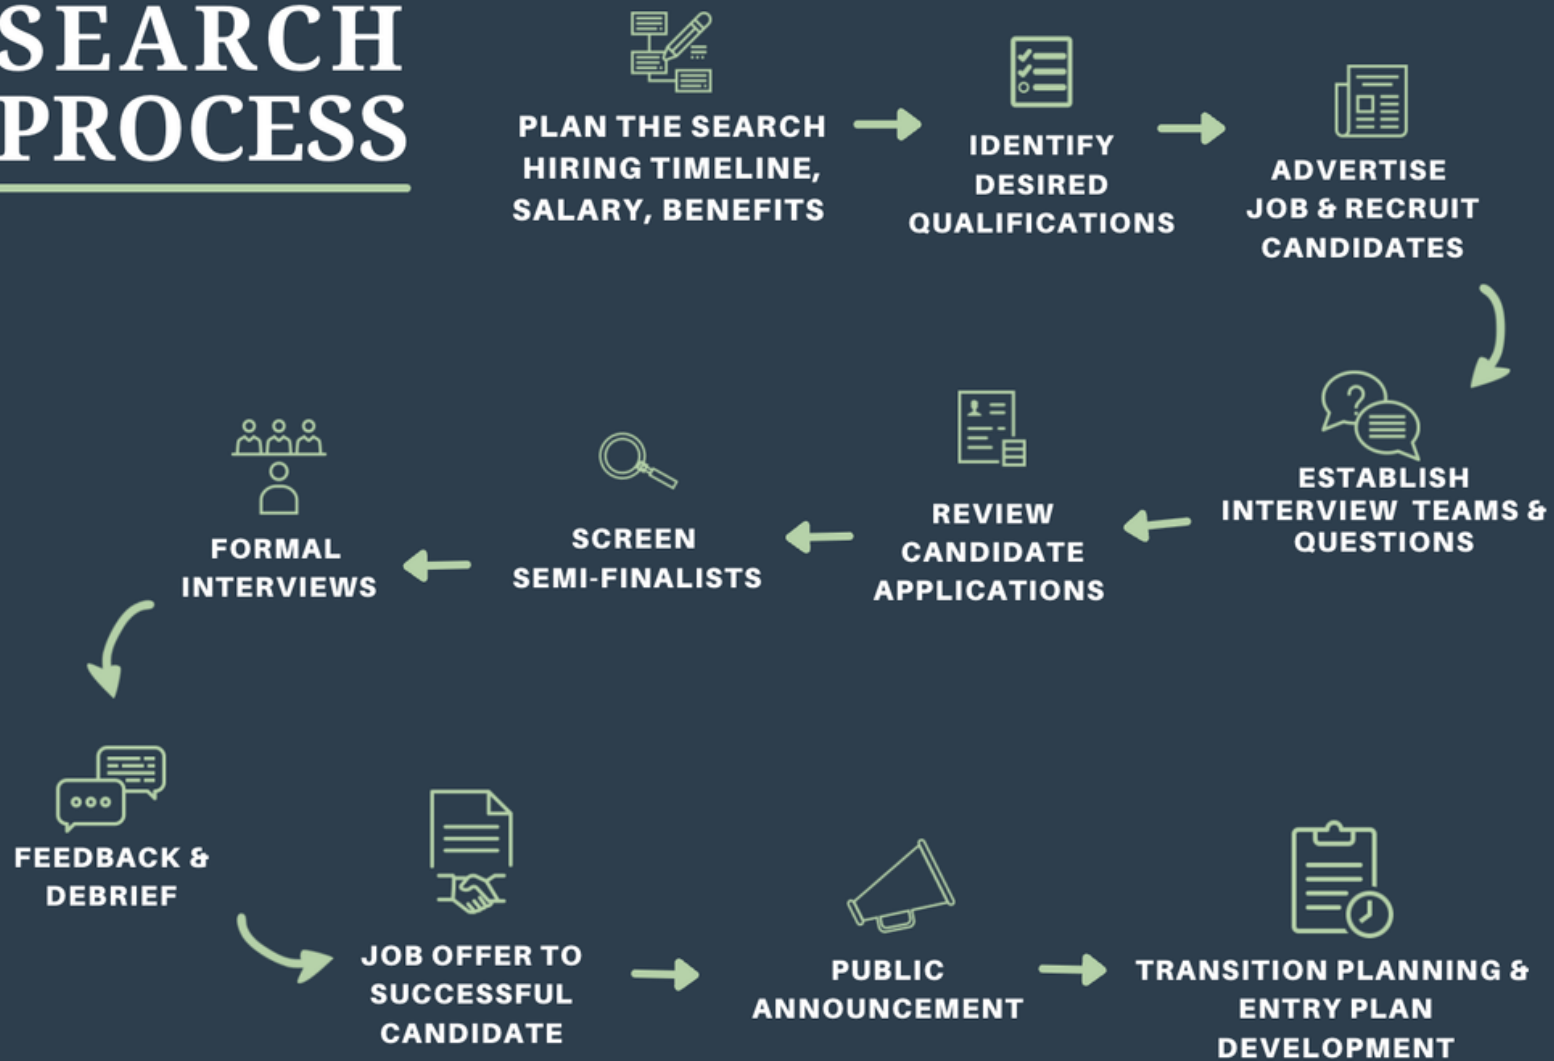 SEARCH
PROCESS
PLAN THE SEARCH
HIRING TIMELINE,
SALARY, BENEFITS
IDENTIFY
DESIRED
QUALIFICATIONS
ADVERTISE
JOB & RECRUIT
CANDIDATES
ESTABLISH
INTERVIEW TEAMS &
QUESTIONS
REVIEW
CANDIDATE
APPLICATIONS
SCREEN
SEMI-FINALISTS
FORMAL
INTERVIEWS
FEEDBACK &
DEBRIEF
JOB OFFER TO
SUCCESSFUL
CANDIDATE
PUBLIC
ANNOUNCEMENT
TRANSITION PLANNING &
ENTRY PLAN
DEVELOPMENT